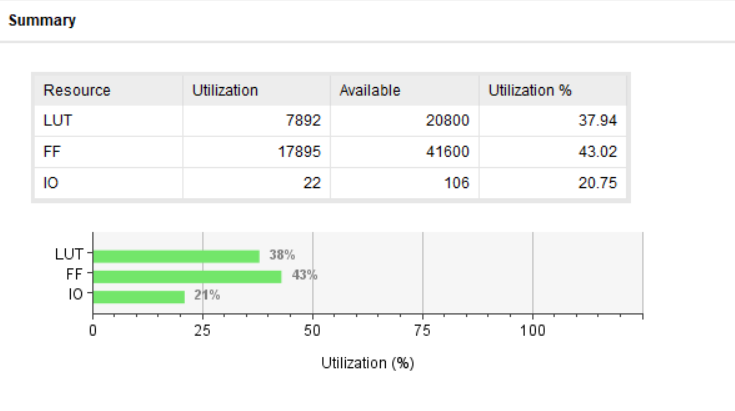 Summary
Resource Utilization Available Utilization %
LUT 7892 20800 37.94
FF 17895 41600 43.02
IO 22 106 20.75
LUT 38%
FF 43%
IO 21%
0 25 50 75 100
Utilization (%)